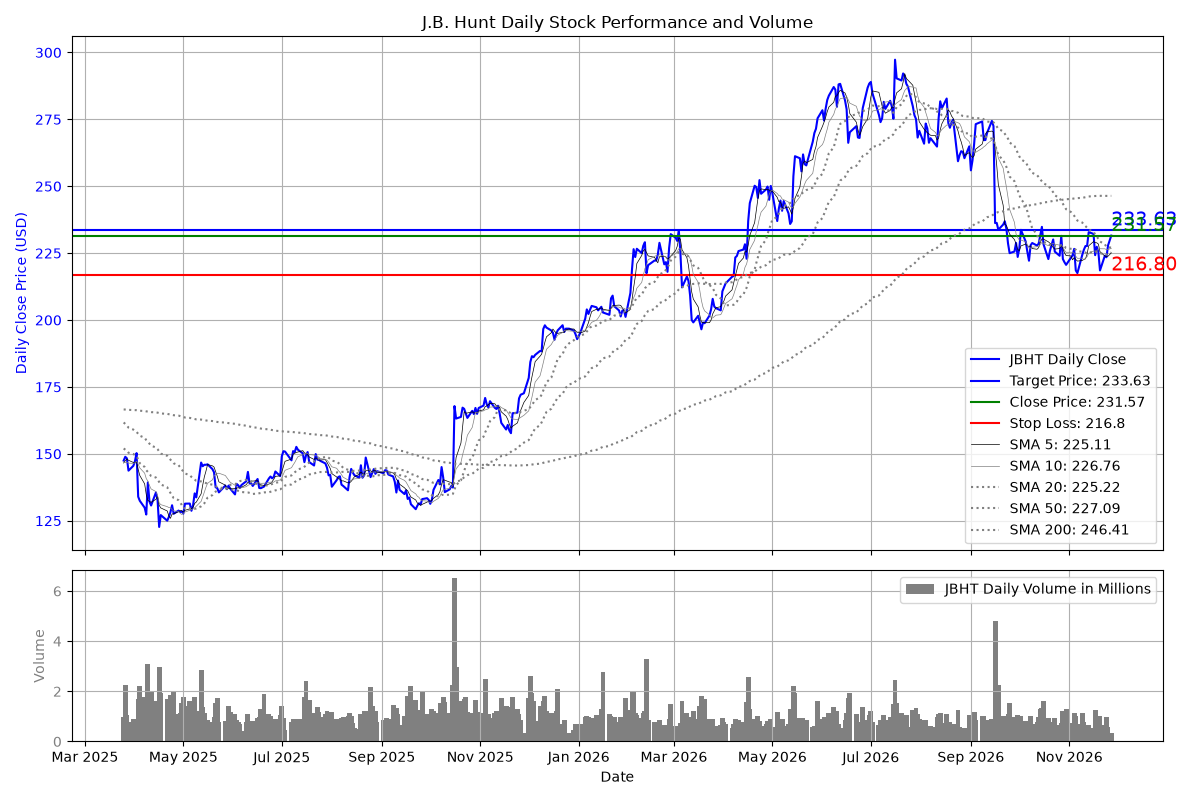 J.B. Hunt Daily Stock Performance and Volume
Daily Close Price (USD)
300
275
250
225
200
175
150
125
233.63
231.57
216.80
JBHT Daily Close
Target Price: 233.63
Close Price: 231.57
Stop Loss: 216.8
SMA 5: 225.11
SMA 10: 226.76
SMA 20: 225.22
SMA 50: 227.09
SMA 200: 246.41
Volume
6
4
2
0
JBHT Daily Volume in Millions
Mar 2025 May 2025 Jul 2025 Sep 2025 Nov 2025 Jan 2026 Mar 2026 May 2026 Jul 2026 Sep 2026 Nov 2026
Date